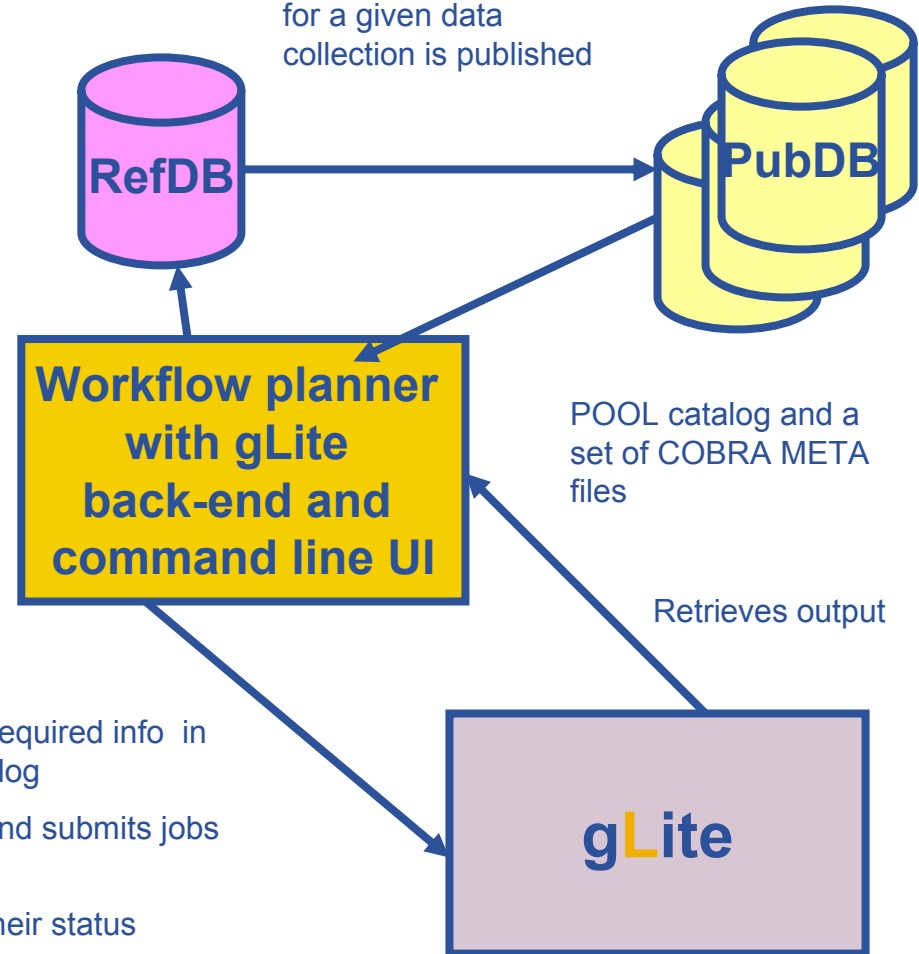 for a given data
collection is published
RefDB
PubDB
Workflow planner
with gLite
back-end and
command line UI
POOL catalog and a
set of COBRA META
files
Retrieves output
equired info in
log
nd submits jobs
gLite
heir status